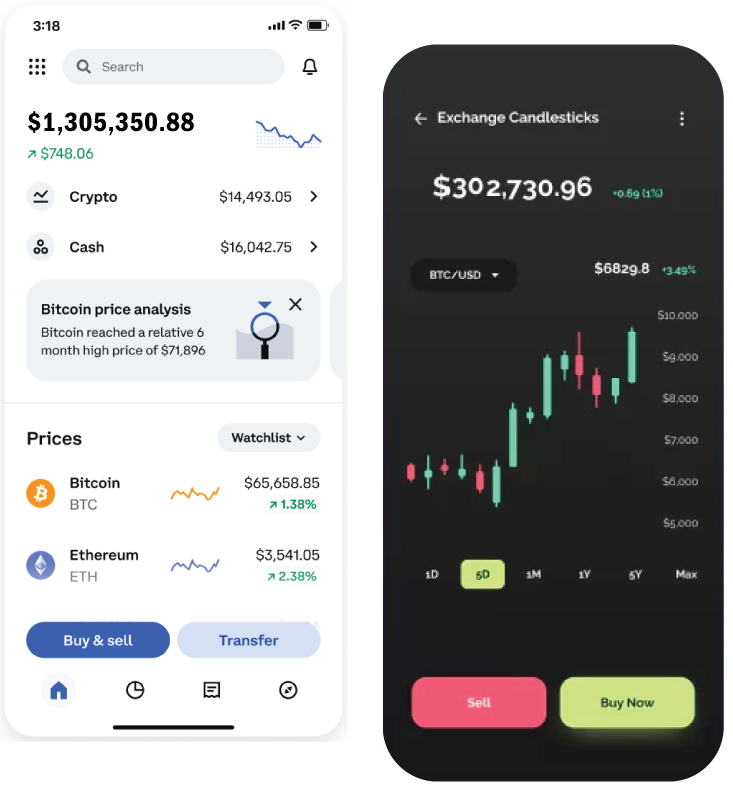 3:18
Search
$1,305,350.88
$748.06
Crypto $14,493.05
Cash $16,042.75
Bitcoin price analysis
Bitcoin reached a relative 6
month high price of $71,896
Prices Watchlist
Bitcoin $65,658.85
BTC 1.38%
Ethereum $3,541.05
ETH 2.38%
Buy & sell Transfer
Exchange Candlesticks
$302,730.96 +0.69 (1%)
BTC/USD $6829.8 +3.49%
$10,000
$9,000
$8,000
$7,000
$6,000
$5,000
1D 5D 1M 1Y 5Y Max
Sell Buy Now